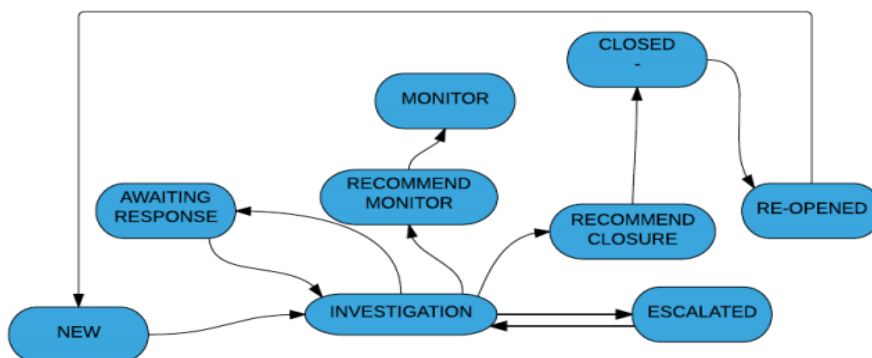 CLOSED
-
MONITOR
RECOMMEND
MONITOR
AWAITING
RESPONSE
RECOMMEND
CLOSURE
RE-OPENED
NEW
INVESTIGATION
ESCALATED